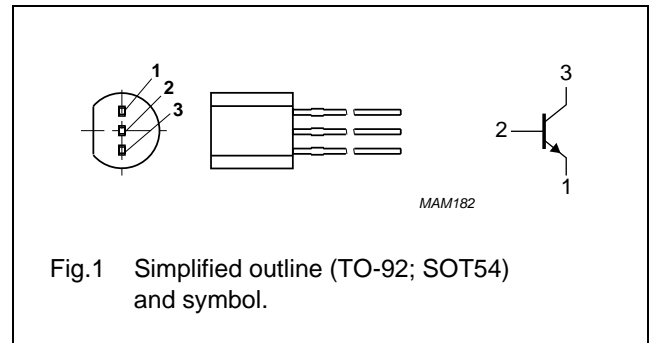 1
2
3
3
2
1
MAM182
Fig.1 Simplified outline (TO-92; SOT54)
and symbol.